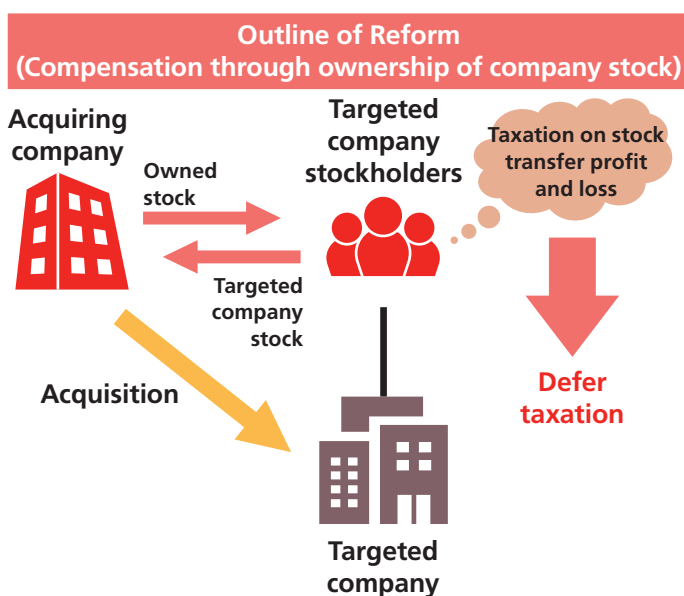 Outline of Reform
(Compensation through ownership of company stock)
Acquiring
company
Targeted
company
stockholders
Taxation on stock
transfer profit
and loss
Owned
stock
Targeted
company
stock
Acquisition
Defer
taxation
Targeted
company